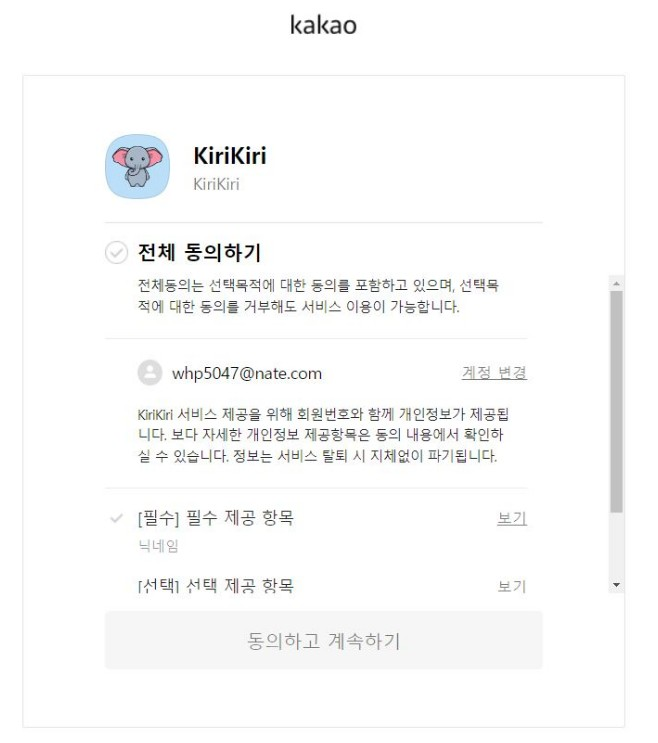 kakao
KiriKiri
KiriKiri
전체 동의하기
전체동의는 선택목적에 대한 동의를 포함하고 있으며, 선택목
적에 대한 동의를 거부해도 서비스 이용이 가능합니다.
whp5047@nate.com 계정 변경
KiriKiri 서비스 제공을 위해 회원번호와 함께 개인정보가 제공됩
니다. 보다 자세한 개인정보 제공항목은 동의 내용에서 확인하
실 수 있습니다. 정보는 서비스 탈퇴 시 지체없이 파기됩니다.
[필수] 필수 제공 항목 보기
닉네임
[선택] 선택 제공 항목 보기
동의하고 계속하기